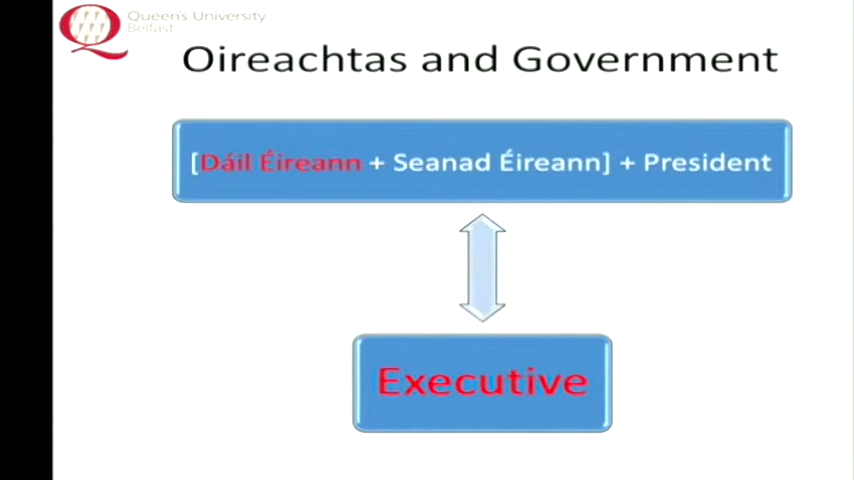 Queen's University
Belfast
Oireachtas and Government
[Dáil Éireann + Seanad Éireann] + President
Executive